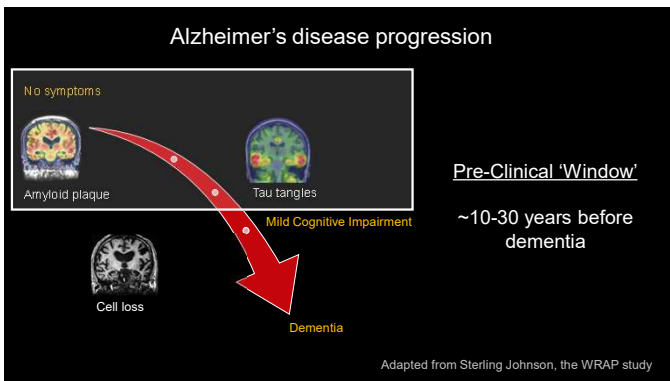 Alzheimer's disease progression
No symptoms
Amyloid plaque
Tau tangles
Mild Cognitive Impairment
Cell loss
Dementia
Pre-Clinical 'Window'
~10-30 years before
dementia
Adapted from Sterling Johnson, the WRAP study